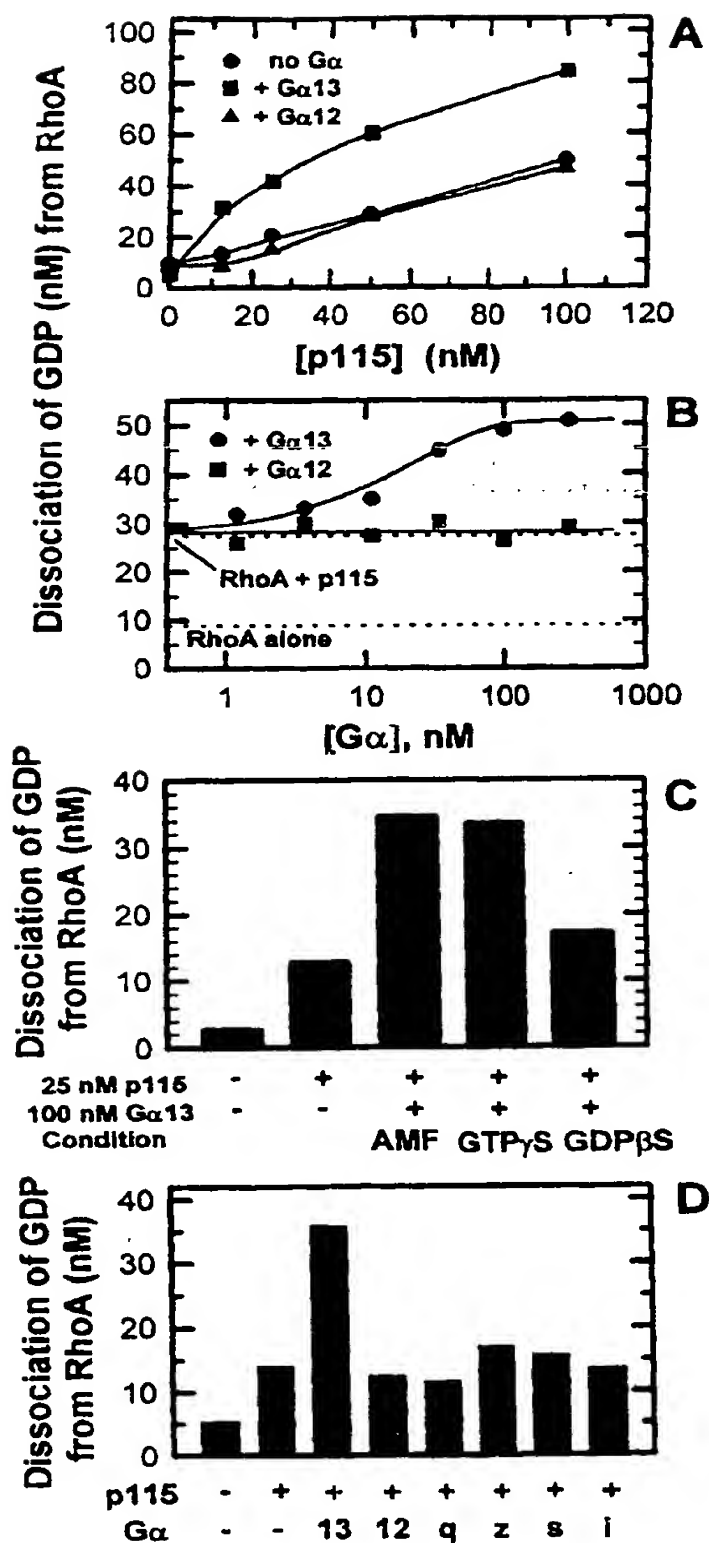 A
no Gα
+ Gα13
+ Gα12
100
80
60
40
20
0
0 20 40 60 80 100 120
[p115] (nM)
Dissociation of GDP (nM) from RhoA
B
+ Gα13
+ Gα12
50
40
30
20
10
0
RhoA + p115
RhoA alone
1 10 100 1000
[Gα], nM
C
Dissociation of GDP
from RhoA (nM)
40
30
20
10
0
25 nM p115 - + + + +
100 nM Gα13 - - + + +
Condition AMF GTPγS GDPβS
D
Dissociation of GDP
from RhoA (nM)
40
30
20
10
0
p115 - + + + + + + +
Gα - - 13 12 q z s i